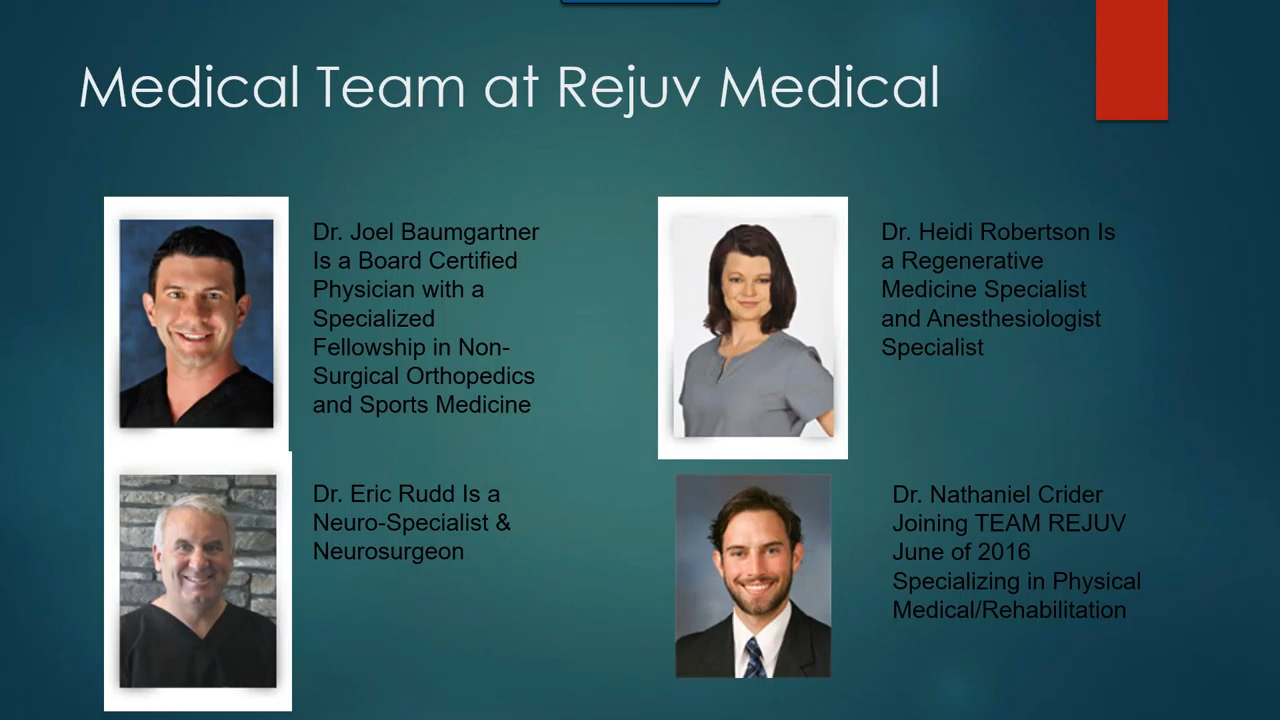 Medical Team at Rejuv Medical
Dr. Joel Baumgartner
Is a Board Certified
Physician with a
Specialized
Fellowship in Non-
Surgical Orthopedics
and Sports Medicine
Dr. Heidi Robertson Is
a Regenerative
Medicine Specialist
and Anesthesiologist
Specialist
Dr. Eric Rudd Is a
Neuro-Specialist &
Neurosurgeon
Dr. Nathaniel Crider
Joining TEAM REJUV
June of 2016
Specializing in Physical
Medical/Rehabilitation